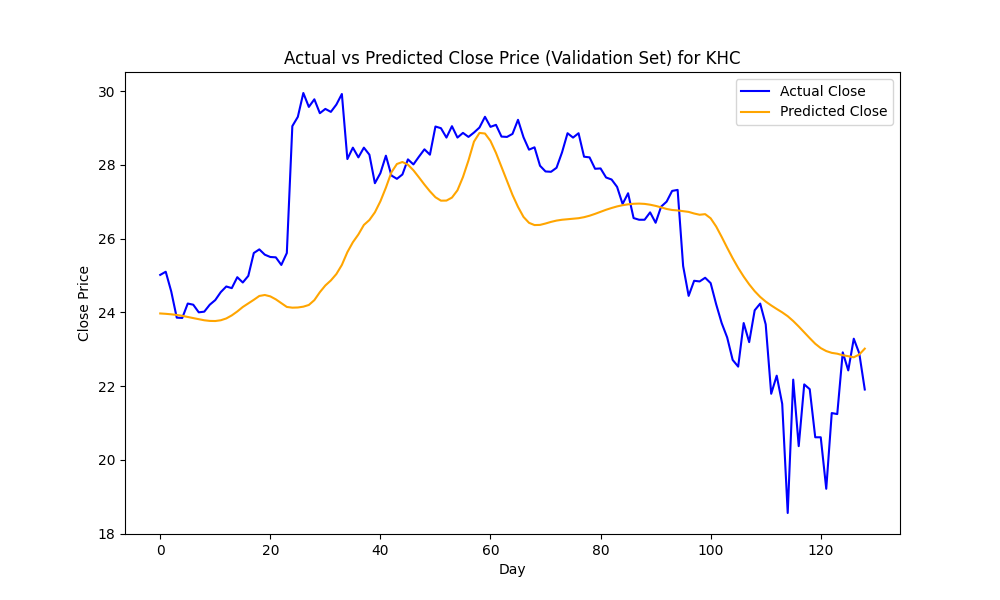 Actual vs Predicted Close Price (Validation Set) for KHC
Actual Close
Predicted Close
Close Price
30
28
26
24
22
20
18
0 20 40 60 80 100 120
Day